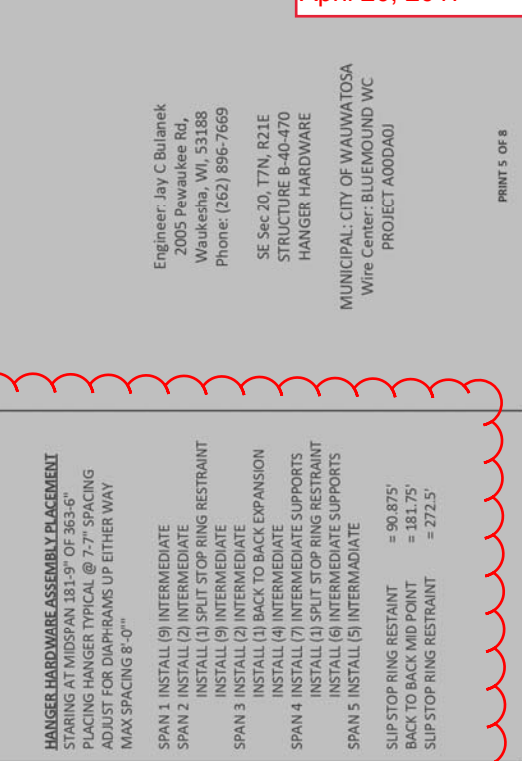 HANGER HARDWARE ASSEMBLY PLACEMENT
STARING AT MIDSPAN 181-9" OF 363-6"
PLACING HANGER TYPICAL @ 7-7" SPACING
ADJUST FOR DIAPHRAMS UP EITHER WAY
MAX SPACING 8'-0""
SPAN 1 INSTALL (9) INTERMEDIATE
SPAN 2 INSTALL (2) INTERMEDIATE
INSTALL (1) SPLIT STOP RING RESTRAINT
INSTALL (9) INTERMEDIATE
SPAN 3 INSTALL (2) INTERMEDIATE
INSTALL (1) BACK TO BACK EXPANSION
INSTALL (4) INTERMEDIATE
SPAN 4 INSTALL (7) INTERMEDIATE SUPPORTS
INSTALL (1) SPLIT STOP RING RESTRAINT
INSTALL (6) INTERMEDIATE SUPPORTS
SPAN 5 INSTALL (5) INTERMADIATE
SLIP STOP RING RESTAINT = 90.875'
BACK TO BACK MID POINT = 181.75'
SLIP STOP RING RESTRAINT = 272.5'
Engineer: Jay C Bulanek
2005 Pewaukee Rd,
Waukesha, WI, 53188
Phone: (262) 896-7669
SE Sec 20, T7N, R21E
STRUCTURE B-40-470
HANGER HARDWARE
MUNICIPAL: CITY OF WAUWATOSA
Wire Center: BLUEMOUND WC
PROJECT A00DA0J
PRINT 5 OF 8